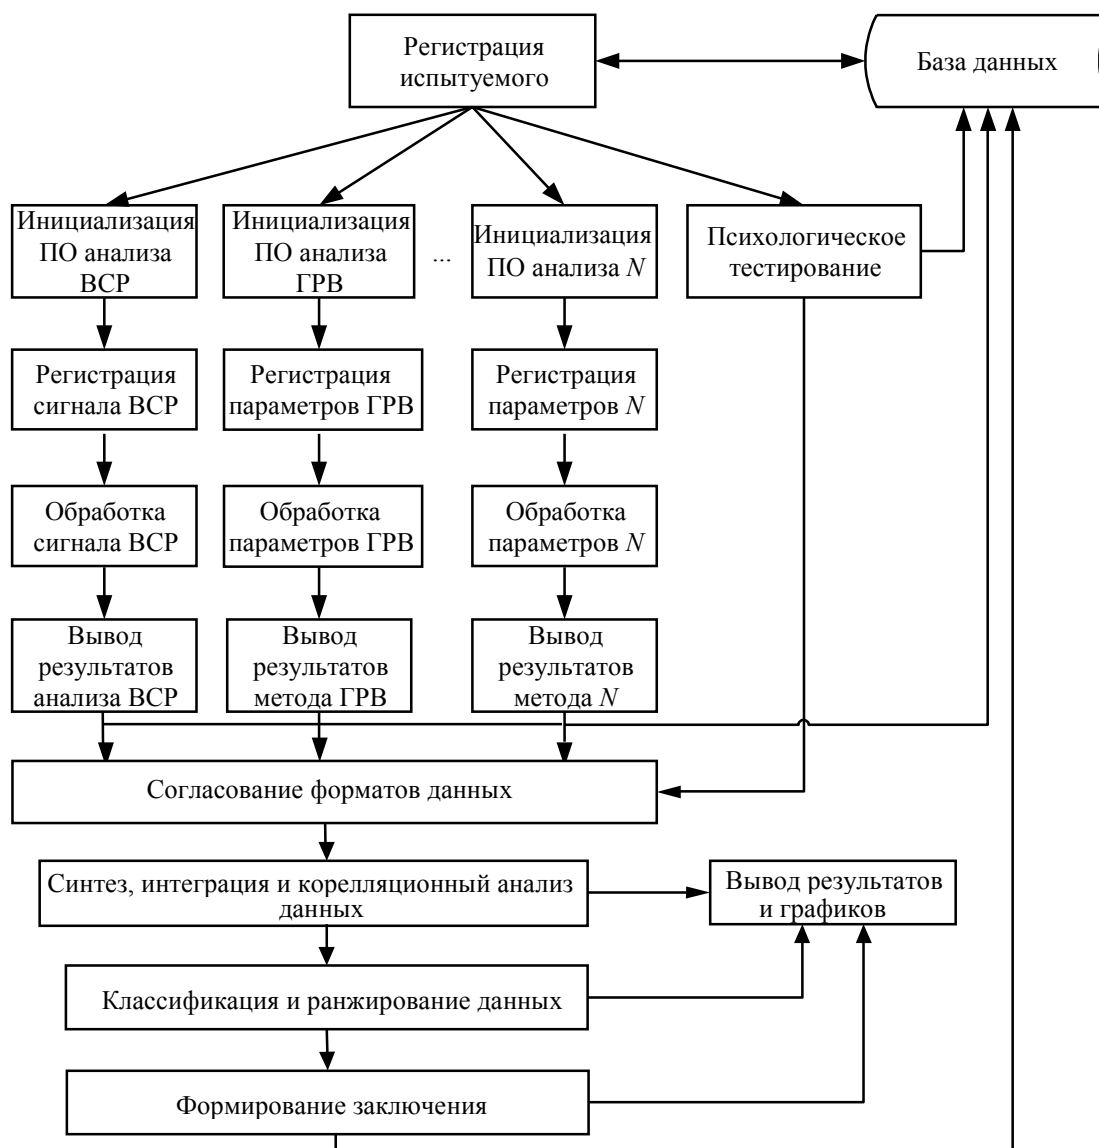 Регистрация
испытуемого
База данных
Инициализация
ПО анализа
ВСР
Инициализация
ПО анализа
ГРВ
...
Инициализация
ПО анализа N
Психологическое
тестирование
Регистрация
сигнала ВСР
Регистрация
параметров ГРВ
Регистрация
параметров N
Обработка
сигнала ВСР
Обработка
параметров ГРВ
Обработка
параметров N
Вывод
результатов
анализа ВСР
Вывод
результатов
метода ГРВ
Вывод
результатов
метода N
Согласование форматов данных
Синтез, интеграция и корелляционный анализ
данных
Вывод результатов
и графиков
Классификация и ранжирование данных
Формирование заключения